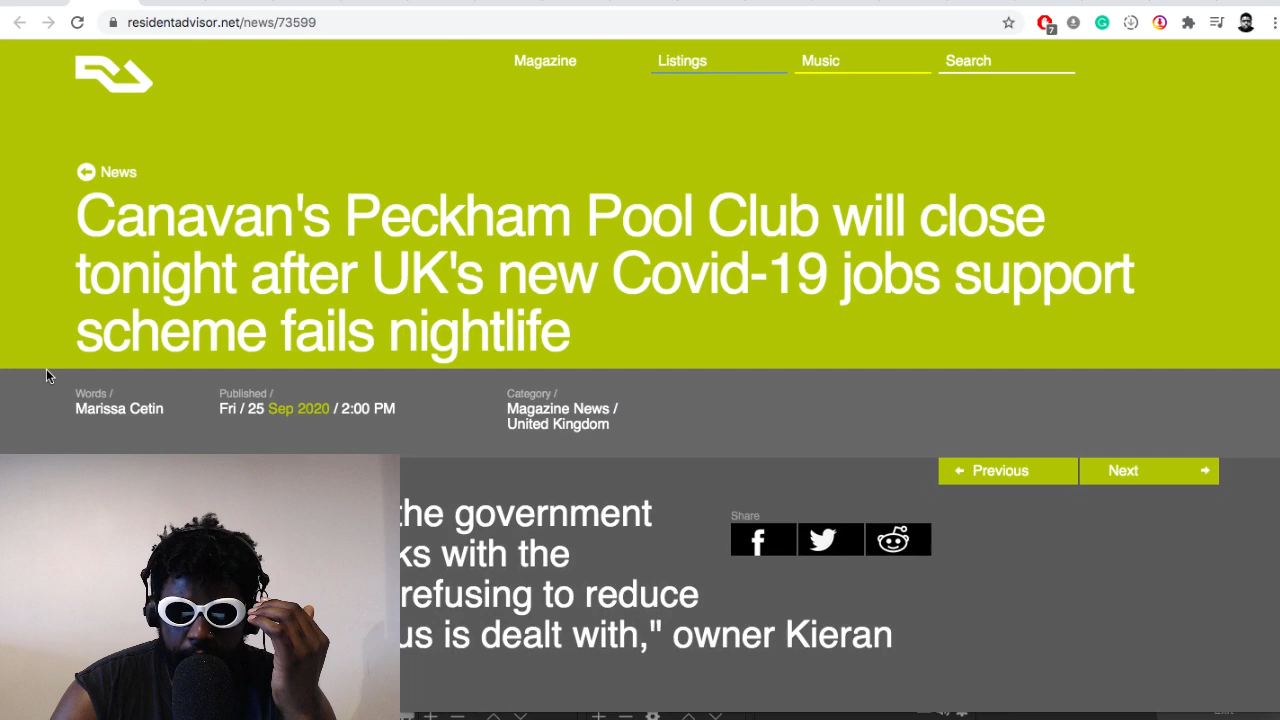 residentadvisor.net/news/73599
7
Magazine
Listings
Music
Search
News
Canavan's Peckham Pool Club will close
tonight after UK's new Covid-19 jobs support
scheme fails nightlife
Words /
Marissa Cetin
Published /
Fri / 25 Sep 2020 / 2:00 PM
Category /
Magazine News /
United Kingdom
Previous
Next
Share
the government
ks with the
refusing to reduce
us is dealt with," owner Kieran